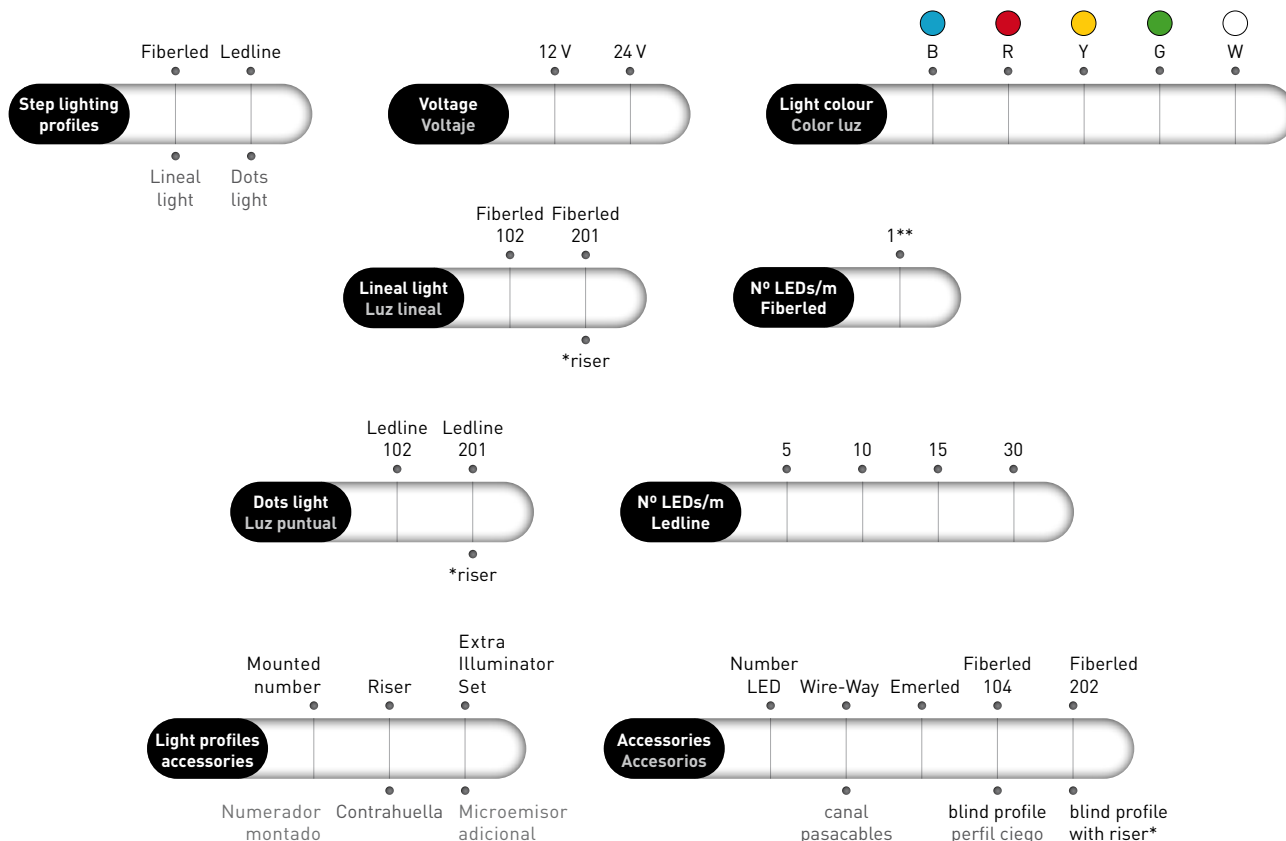 Fiberled Ledline
Step lighting
profiles
Lineal
light
Dots
light
12 V 24 V
Voltage
Voltaje
B R Y G W
Light colour
Color luz
Fiberled
102
Fiberled
201
Lineal light
Luz lineal
*riser
1**
Nº LEDs/m
Fiberled
Ledline
102
Ledline
201
Dots light
Luz puntual
*riser
5 10 15 30
Nº LEDs/m
Ledline
Mounted
number
Riser
Extra
Illuminator
Set
Light profiles
accessories
Numerador
montado
Contrahuella
Microemisor
adicional
Number
LED
Wire-Way
Emerled
Fiberled
104
Fiberled
202
Accessories
Accesorios
canal
pasacables
blind profile
perfil ciego
blind profile
with riser*